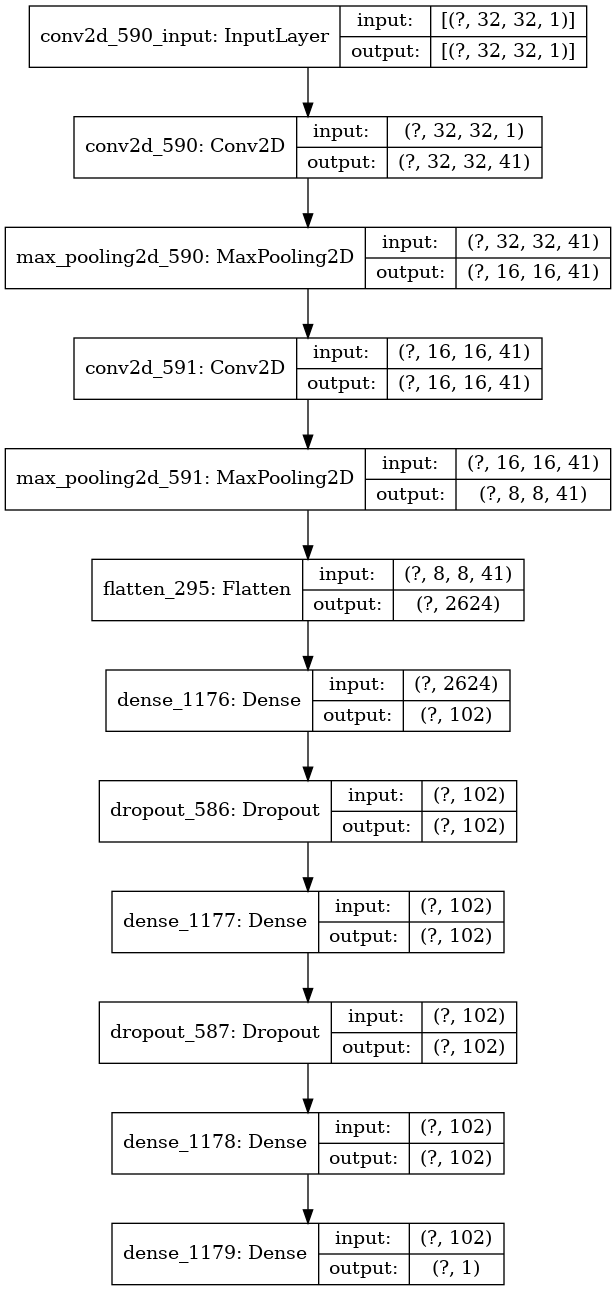 conv2d_590_input: InputLayer
input:
[(?, 32, 32, 1)]
output:
[(?, 32, 32, 1)]
conv2d_590: Conv2D
input:
(?, 32, 32, 1)
output:
(?, 32, 32, 41)
max_pooling2d_590: MaxPooling2D
input:
(?, 32, 32, 41)
output:
(?, 16, 16, 41)
conv2d_591: Conv2D
input:
(?, 16, 16, 41)
output:
(?, 16, 16, 41)
max_pooling2d_591: MaxPooling2D
input:
(?, 16, 16, 41)
output:
(?, 8, 8, 41)
flatten_295: Flatten
input:
(?, 8, 8, 41)
output:
(?, 2624)
dense_1176: Dense
input:
(?, 2624)
output:
(?, 102)
dropout_586: Dropout
input:
(?, 102)
output:
(?, 102)
dense_1177: Dense
input:
(?, 102)
output:
(?, 102)
dropout_587: Dropout
input:
(?, 102)
output:
(?, 102)
dense_1178: Dense
input:
(?, 102)
output:
(?, 102)
dense_1179: Dense
input:
(?, 102)
output:
(?, 1)